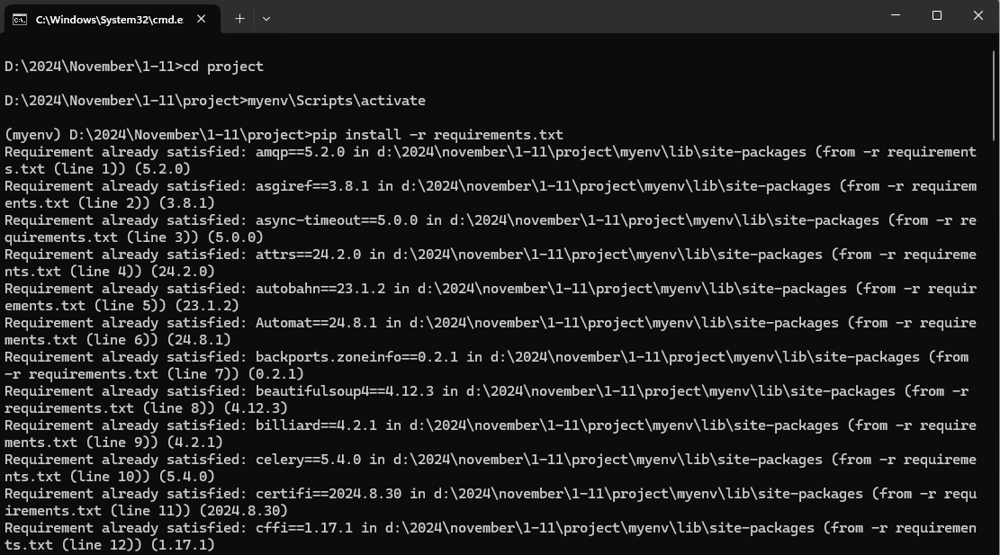 C:\Windows\System32\cmd.e
D:\2024\November\1-11>cd project
D:\2024\November\1-11\project>myenv\Scripts\activate
(myenv) D:\2024\November\1-11\project>pip install -r requirements.txt
Requirement already satisfied: amqp==5.2.0 in d:\2024\november\1-11\project\myenv\lib\site-packages (from -r requirement
s.txt (line 1)) (5.2.0)
Requirement already satisfied: asgiref==3.8.1 in d:\2024\november\1-11\project\myenv\lib\site-packages (from -r requirem
ents.txt (line 2)) (3.8.1)
Requirement already satisfied: async-timeout==5.0.0 in d:\2024\november\1-11\project\myenv\lib\site-packages (from -r re
quirements.txt (line 3)) (5.0.0)
Requirement already satisfied: attrs==24.2.0 in d:\2024\november\1-11\project\myenv\lib\site-packages (from -r requireme
nts.txt (line 4)) (24.2.0)
Requirement already satisfied: autobahn==23.1.2 in d:\2024\november\1-11\project\myenv\lib\site-packages (from -r requir
ements.txt (line 5)) (23.1.2)
Requirement already satisfied: Automat==24.8.1 in d:\2024\november\1-11\project\myenv\lib\site-packages (from -r require
ments.txt (line 6)) (24.8.1)
Requirement already satisfied: backports.zoneinfo==0.2.1 in d:\2024\november\1-11\project\myenv\lib\site-packages (from
-r requirements.txt (line 7)) (0.2.1)
Requirement already satisfied: beautifulsoup4==4.12.3 in d:\2024\november\1-11\project\myenv\lib\site-packages (from -r
requirements.txt (line 8)) (4.12.3)
Requirement already satisfied: billiard==4.2.1 in d:\2024\november\1-11\project\myenv\lib\site-packages (from -r require
ments.txt (line 9)) (4.2.1)
Requirement already satisfied: celery==5.4.0 in d:\2024\november\1-11\project\myenv\lib\site-packages (from -r requireme
nts.txt (line 10)) (5.4.0)
Requirement already satisfied: certifi==2024.8.30 in d:\2024\november\1-11\project\myenv\lib\site-packages (from -r requ
irements.txt (line 11)) (2024.8.30)
Requirement already satisfied: cffi==1.17.1 in d:\2024\november\1-11\project\myenv\lib\site-packages (from -r requiremen
ts.txt (line 12)) (1.17.1)